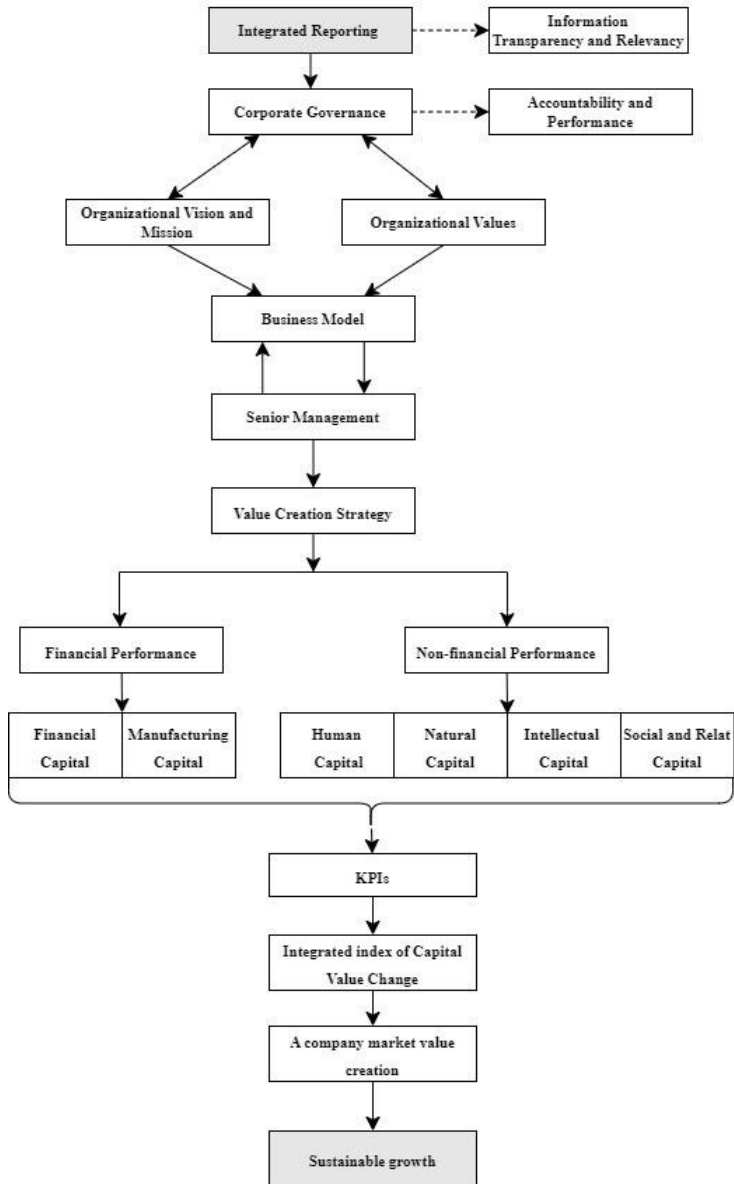 Integrated Reporting
Information
Transparency and Relevancy
Corporate Governance
Accountability and
Performance
Organizational Vision and
Mission
Organizational Values
Business Model
Senior Management
Value Creation Strategy
Financial Performance
Non-financial Performance
Financial
Capital
Manufacturing
Capital
Human
Capital
Natural
Capital
Intellectual
Capital
Social and Relat
Capital
KPIs
Integrated index of Capital
Value Change
A company market value
creation
Sustainable growth